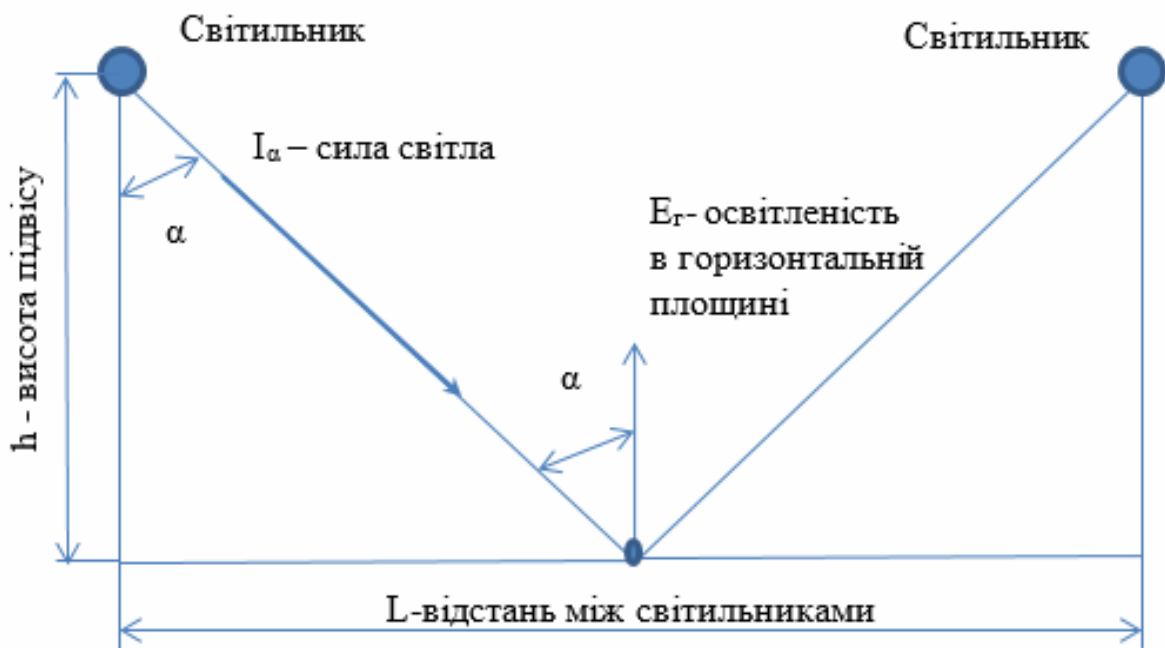 Світильник
Світильник
Iα – сила світла
α
Eг- освітленість
в горизонтальній
площині
α
h - висота підвісу
L-відстань між світильниками